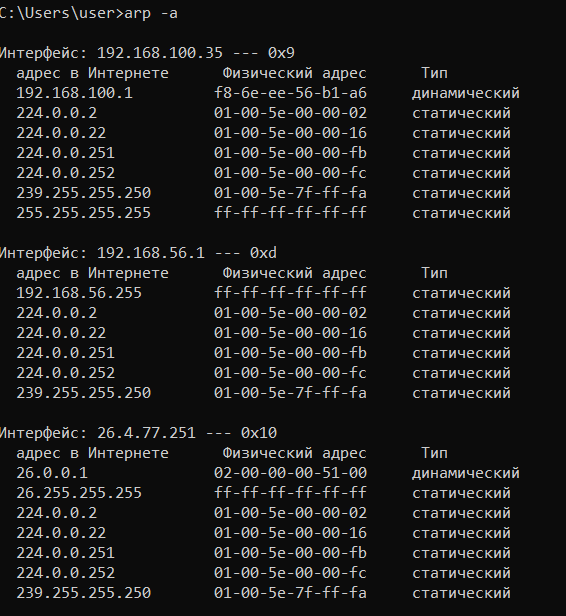 C:\Users\user>arp -a
Интерфейс: 192.168.100.35 --- 0x9
адрес в Интернете Физический адрес Тип
192.168.100.1 f8-6e-ee-56-b1-a6 динамический
224.0.0.2 01-00-5e-00-00-02 статический
224.0.0.22 01-00-5e-00-00-16 статический
224.0.0.251 01-00-5e-00-00-fb статический
224.0.0.252 01-00-5e-00-00-fc статический
239.255.255.250 01-00-5e-7f-ff-fa статический
255.255.255.255 ff-ff-ff-ff-ff-ff статический
Интерфейс: 192.168.56.1 --- 0xd
адрес в Интернете Физический адрес Тип
192.168.56.255 ff-ff-ff-ff-ff-ff статический
224.0.0.2 01-00-5e-00-00-02 статический
224.0.0.22 01-00-5e-00-00-16 статический
224.0.0.251 01-00-5e-00-00-fb статический
224.0.0.252 01-00-5e-00-00-fc статический
239.255.255.250 01-00-5e-7f-ff-fa статический
Интерфейс: 26.4.77.251 --- 0x10
адрес в Интернете Физический адрес Тип
26.0.0.1 02-00-00-00-51-00 динамический
26.255.255.255 ff-ff-ff-ff-ff-ff статический
224.0.0.2 01-00-5e-00-00-02 статический
224.0.0.22 01-00-5e-00-00-16 статический
224.0.0.251 01-00-5e-00-00-fb статический
224.0.0.252 01-00-5e-00-00-fc статический
239.255.255.250 01-00-5e-7f-ff-fa статический